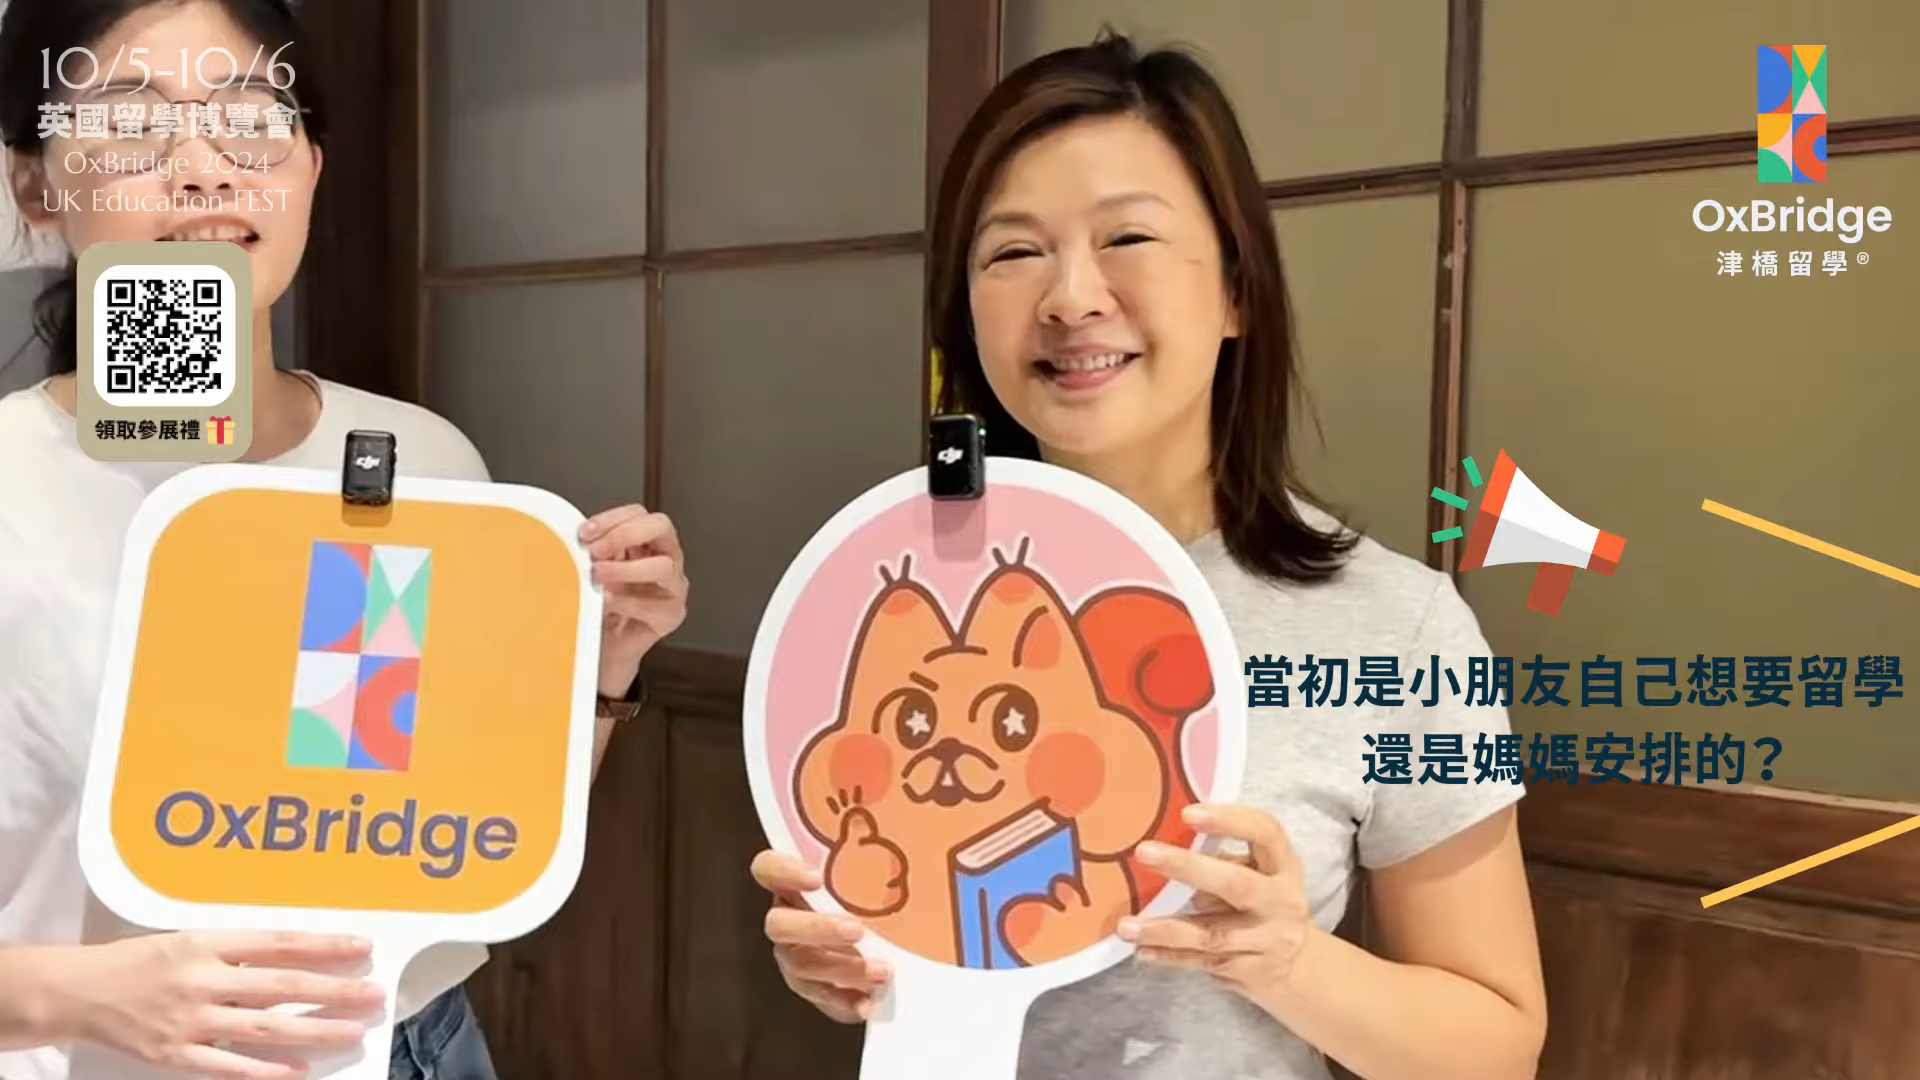 10/5-10/6
英國留學博覽會
OxBridge 2024
UK Education FEST
領取參展禮
OxBridge
津橋留學®
dji
dji
OxBridge
當初是小朋友自己想要留學
還是媽媽安排的？